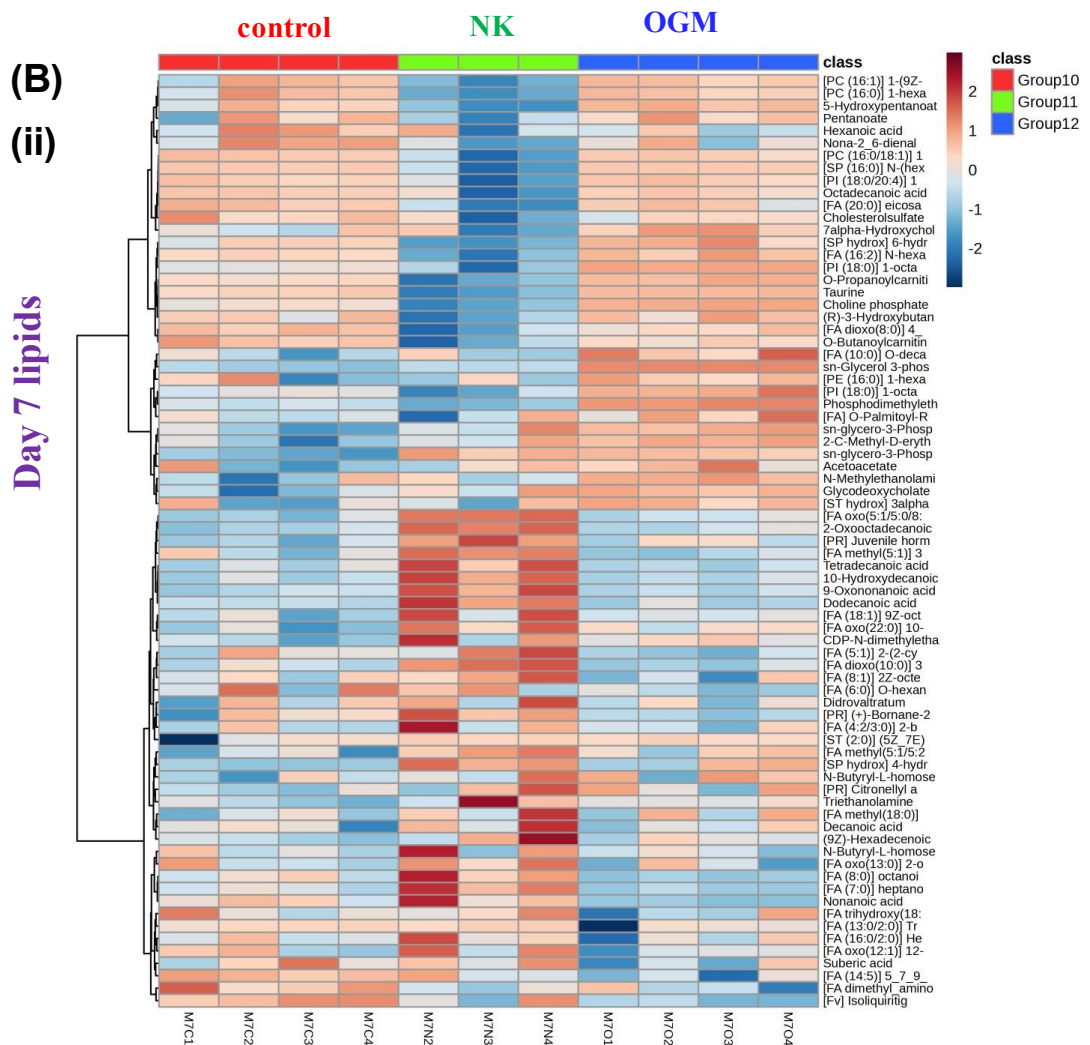 control NK OGM
(B)
(ii)
Day 7 lipids
class
[PC (16:1)] 1-(9Z-
[PC (16:0)] 1-hexa
5-Hydroxypentanoat
Pentanoate
Hexanoic acid
Nona-2_6-dienal
[PC (16:0/18:1)] 1
[SP (16:0)] N-(hex
[PI (18:0/20:4)] 1
Octadecanoic acid
[FA (20:0)] eicosa
Cholesterolsulfate
7alpha-Hydroxychol
[SP hydrox] 6-hydr
[FA (16:2)] N-hexa
[PI (18:0)] 1-octa
O-Propanoylcarniti
Taurine
Choline phosphate
(R)-3-Hydroxybutan
[FA dioxo(8:0)] 4_
O-Butanoylcarnitin
[FA (10:0)] O-deca
sn-Glycerol 3-phos
[PE (16:0)] 1-hexa
[PI (18:0)] 1-octa
Phosphodimethyleth
[FA] O-Palmitoyl-R
sn-glycero-3-Phosp
2-C-Methyl-D-eryth
sn-glycero-3-Phosp
Acetoacetate
N-Methylethanolami
Glycodeoxycholate
[ST hydrox] 3alpha
[FA oxo(5:1/5:0/8:
2-Oxooctadecanoic
[PR] Juvenile horm
[FA methyl(5:1)] 3
Tetradecanoic acid
10-Hydroxydecanoic
9-Oxononanoic acid
Dodecanoic acid
[FA (18:1)] 9Z-oct
[FA oxo(22:0)] 10-
CDP-N-dimethyletha
[FA (5:1)] 2-(2-cy
[FA dioxo(10:0)] 3
[FA (8:1)] 2Z-octe
[FA (6:0)] O-hexan
Didrovaltratum
[PR] (+)-Bornane-2
[FA (4:2/3:0)] 2-b
[ST (2:0)] (5Z_7E)
[FA methyl(5:1/5:2
[SP hydrox] 4-hydr
N-Butyryl-L-homose
[PR] Citronellyl a
Triethanolamine
[FA methyl(18:0)]
Decanoic acid
(9Z)-Hexadecenoic
N-Butyryl-L-homose
[FA oxo(13:0)] 2-o
[FA (8:0)] octanoi
[FA (7:0)] heptano
Nonanoic acid
[FA trihydroxy(18:
[FA (13:0/2:0)] Tr
[FA (16:0/2:0)] He
[FA oxo(12:1)] 12-
Suberic acid
[FA (14:5)] 5_7_9_
[FA dimethyl_amino
[Fv] Isoliquiritig
M7C1 M7C2 M7C3 M7C4 M7N2 M7N3 M7N4 M7O1 M7O2 M7O3 M7O4
2
1
0
-1
-2
class
Group10
Group11
Group12